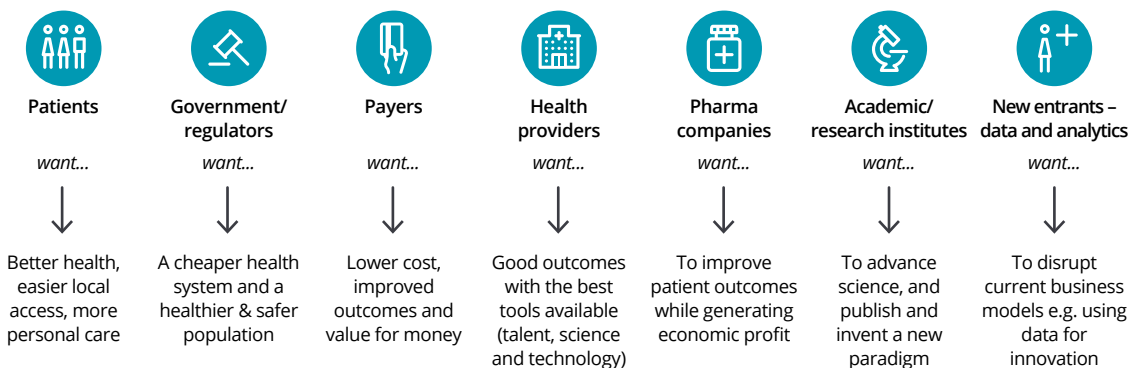 Patients
want...
Better health,
easier local
access, more
personal care
Government/
regulators
want...
A cheaper health
system and a
healthier & safer
population
Payers
want...
Lower cost,
improved
outcomes and
value for money
Health
providers
want...
Good outcomes
with the best
tools available
(talent, science
and technology)
Pharma
companies
want...
To improve
patient outcomes
while generating
economic profit
Academic/
research institutes
want...
To advance
science, and
publish and
invent a new
paradigm
New entrants –
data and analytics
want...
To disrupt
current business
models e.g. using
data for
innovation